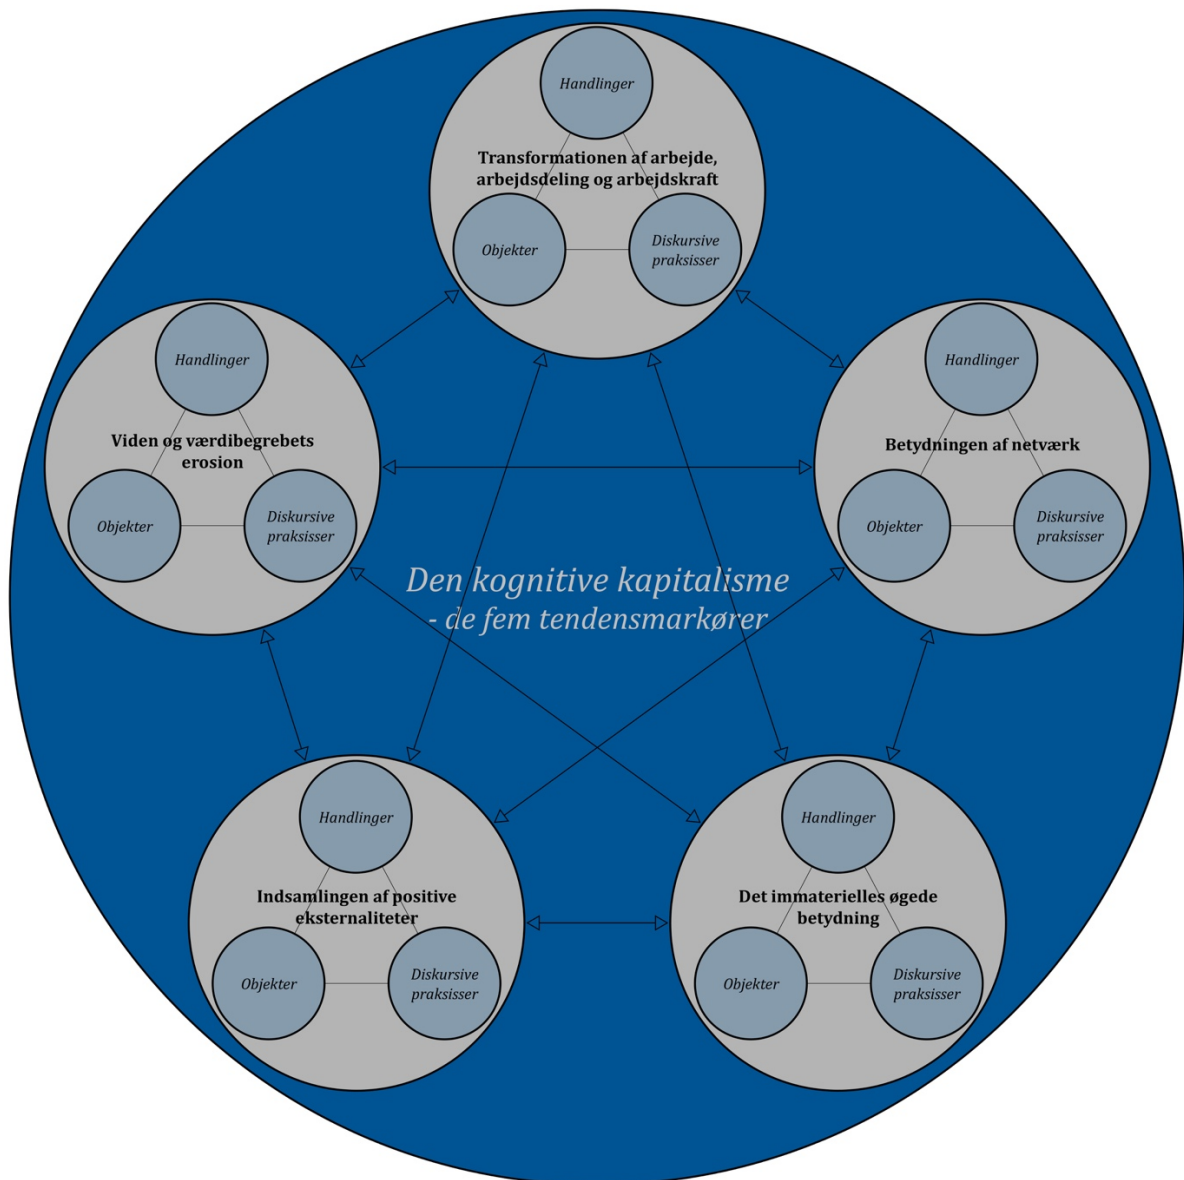 Handlinger
Transformationen af arbejde,
arbejdsdeling og arbejdskraft
Objekter
Diskursive
praksisser
Handlinger
Viden og værdibegrebets
erosion
Objekter
Diskursive
praksisser
Handlinger
Betydningen af netværk
Objekter
Diskursive
praksisser
Den kognitive kapitalisme
- de fem tendensmarkører
Handlinger
Indsamlingen af positive
eksternaliteter
Objekter
Diskursive
praksisser
Handlinger
Det immaterielles øgede
betydning
Objekter
Diskursive
praksisser